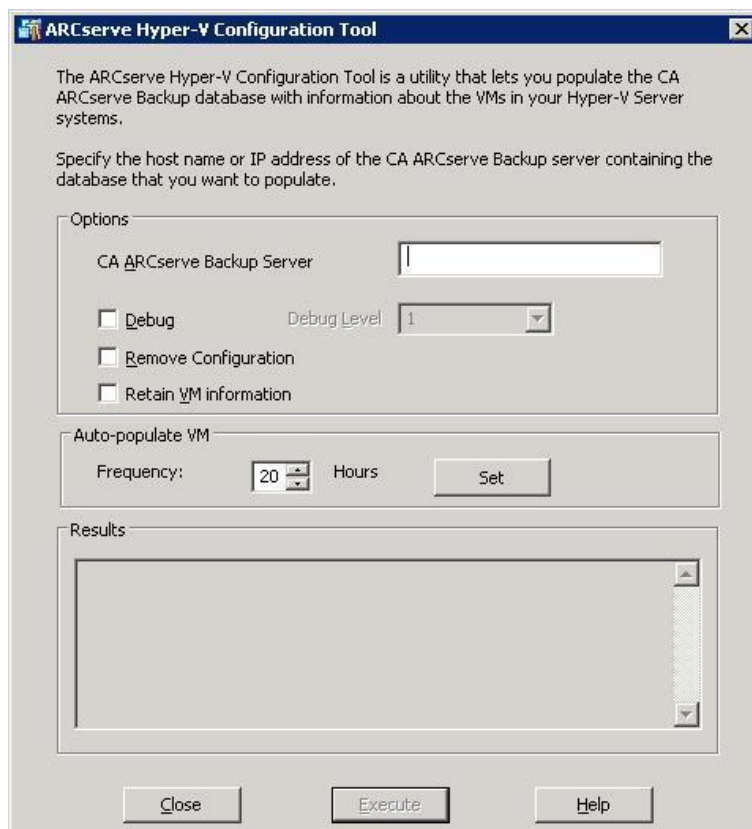 ARCserve Hyper-V Configuration Tool
The ARCserve Hyper-V Configuration Tool is a utility that lets you populate the CA
ARCserve Backup database with information about the VMs in your Hyper-V Server
systems.
Specify the host name or IP address of the CA ARCserve Backup server containing the
database that you want to populate.
Options
CA ARCserve Backup Server
Debug Debug Level 1
Remove Configuration
Retain VM information
Auto-populate VM
Frequency: 20 Hours Set
Results
Close Execute Help